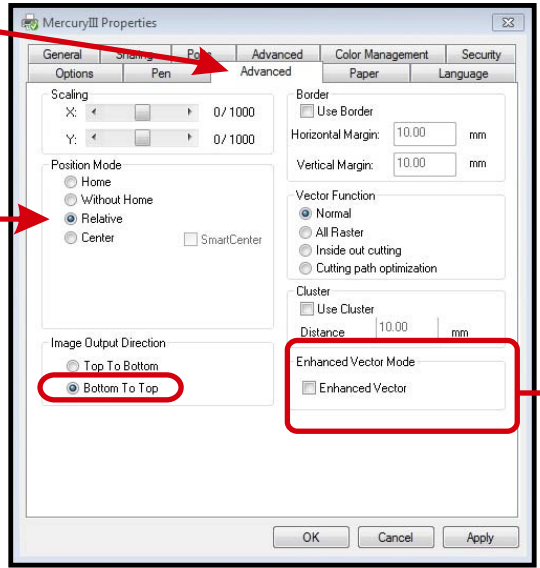 MercuryIII Properties
General Sharing Ports Advanced Color Management Security
Options Pen Advanced Paper Language
Scaling
X: 0/1000
Y: 0/1000
Position Mode
Home
Without Home
Relative
Center
SmartCenter
Image Output Direction
Top To Bottom
Bottom To Top
Border
Use Border
Horizontal Margin: 10.00 mm
Vertical Margin: 10.00 mm
Vector Function
Normal
All Raster
Inside out cutting
Cutting path optimization
Cluster
Use Cluster
Distance 10.00 mm
Enhanced Vector Mode
Enhanced Vector
OK Cancel Apply